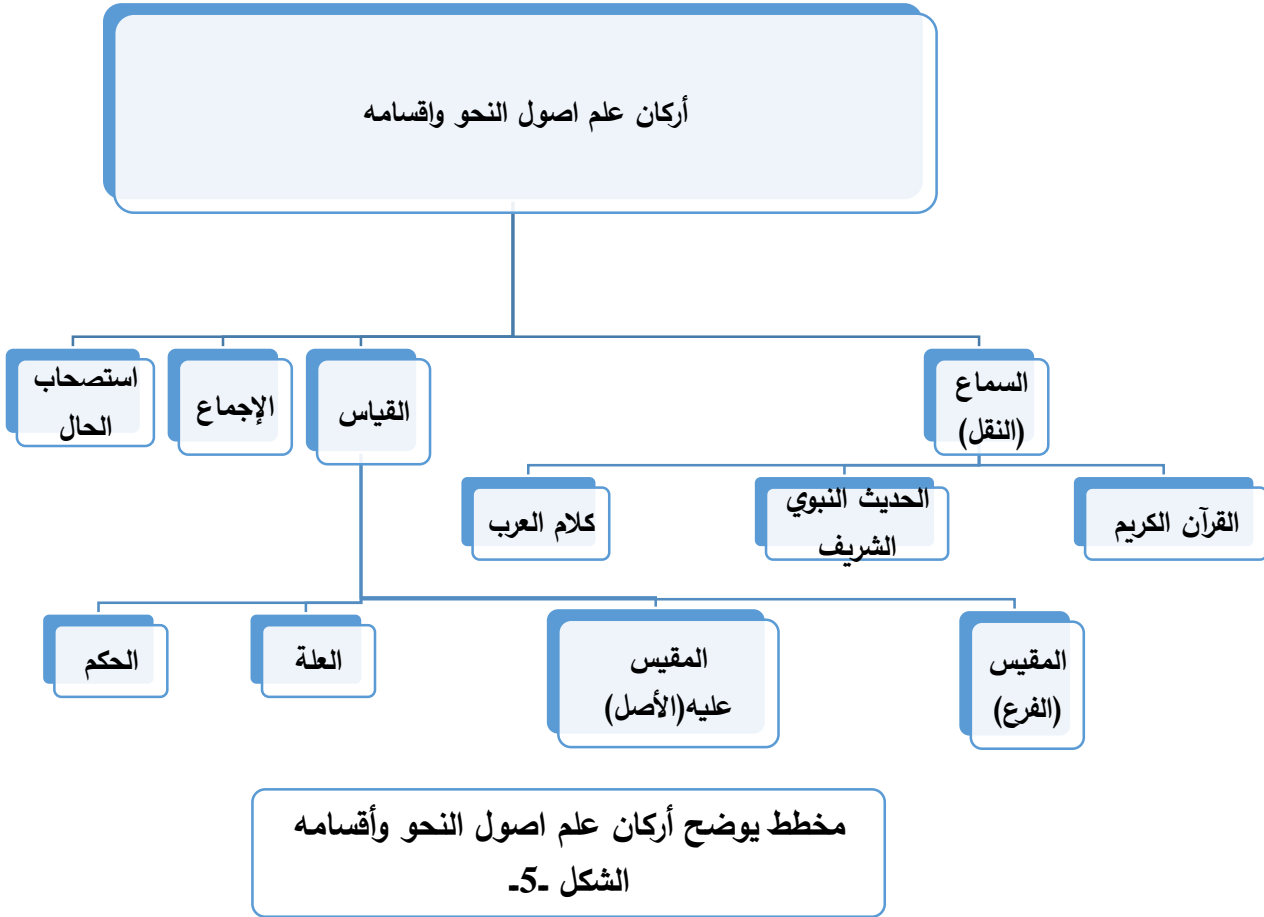 أركان علم اصول النحو واقسامه
السماع
(النقل)
القياس
الإجماع
استصحاب
الحال
القرآن الكريم
الحديث النبوي
الشريف
كلام العرب
المقيس
(الفرع)
المقيس
عليه(الأصل)
العلة
الحكم
مخطط يوضح أركان علم اصول النحو وأقسامه
الشكل ـ5ـ